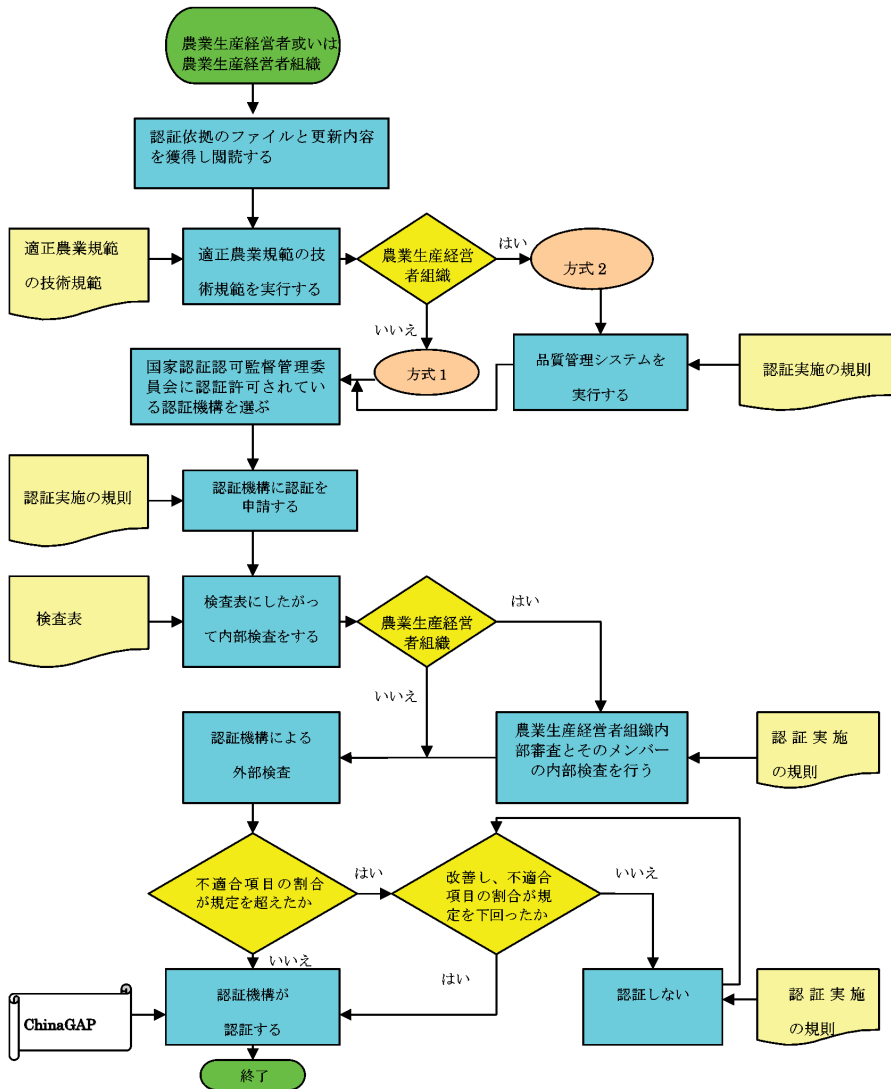 農業生産経営者或いは
農業生産経営者組織
認証依拠のファイルと更新内容
を獲得し閲読する
適正農業規範
の技術規範
適正農業規範の技
術規範を実行する
農業生産経営
者組織
はい
方式 2
いいえ
方式 1
品質管理システムを
実行する
認証実施の規則
国家認証認可監督管理委
員会に認証許可されてい
る認証機構を選ぶ
認証実施の規則
認証機構に認証を
申請する
検査表
検査表にしたがっ
て内部検査をする
農業生産経営
者組織
はい
いいえ
認証機構による
外部検査
農業生産経営者組織内
部審査とそのメンバー
の内部検査を行う
認 証 実 施
の規則
不適合項目の割合
が規定を超えたか
はい
改善し、不適合
項目の割合が規
定を下回ったか
いいえ
いいえ
はい
ChinaGAP
認証機構が
認証する
認証しない
認 証 実 施
の規則
終了